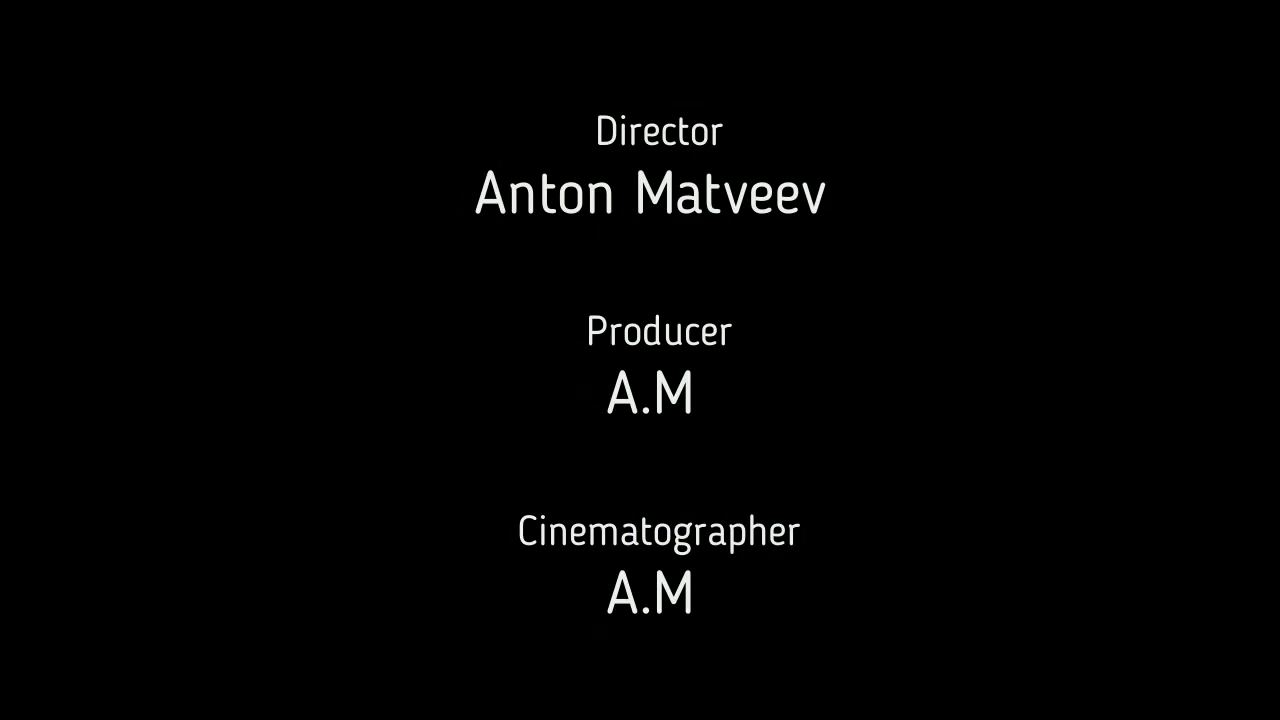 Director
Anton Matveev
Producer
A.M
Cinematographer
A.M